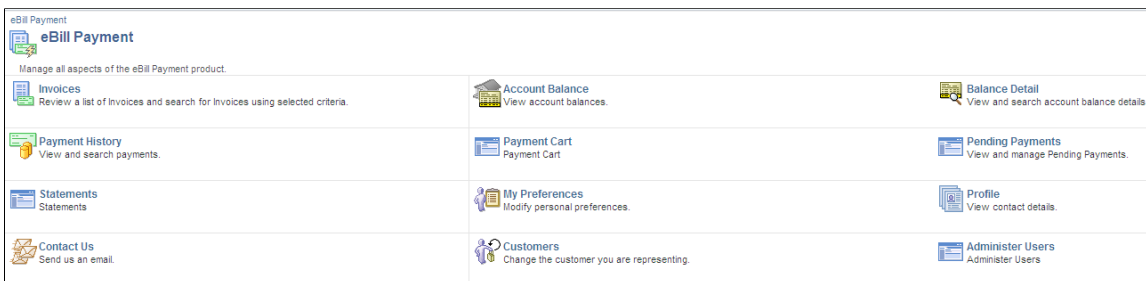 eBill Payment
eBill Payment
Manage all aspects of the eBill Payment product.
Invoices
Review a list of Invoices and search for Invoices using selected criteria.
Account Balance
View account balances.
Balance Detail
View and search account balance details
Payment History
View and search payments.
Payment Cart
Payment Cart
Pending Payments
View and manage Pending Payments.
Statements
Statements
My Preferences
Modify personal preferences.
Profile
View contact details.
Contact Us
Send us an email.
Customers
Change the customer you are representing.
Administer Users
Administer Users